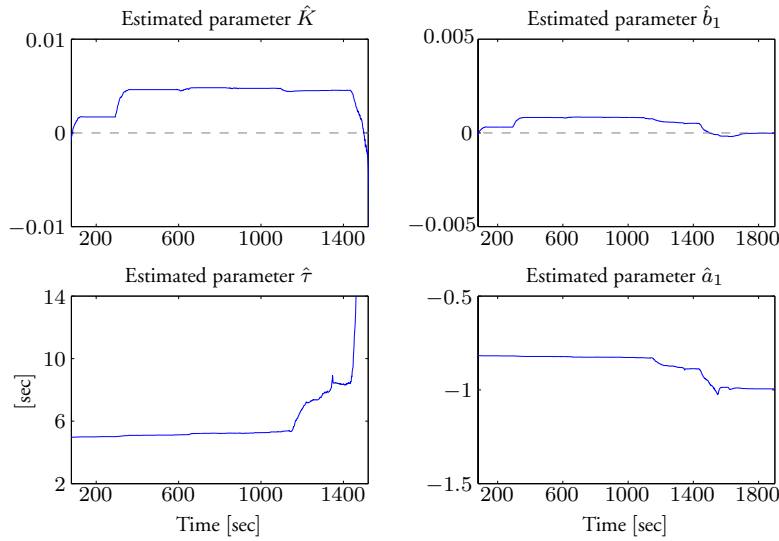 Estimated parameter K̂
0.01
0
−0.01
200 600 1000 1400
Estimated parameter b̂₁
0.005
0
−0.005
200 600 1000 1400 1800
Estimated parameter τ̂
14
10
6
2
[sec]
200 600 1000 1400
Time [sec]
Estimated parameter â₁
−0.5
−1
−1.5
200 600 1000 1400 1800
Time [sec]